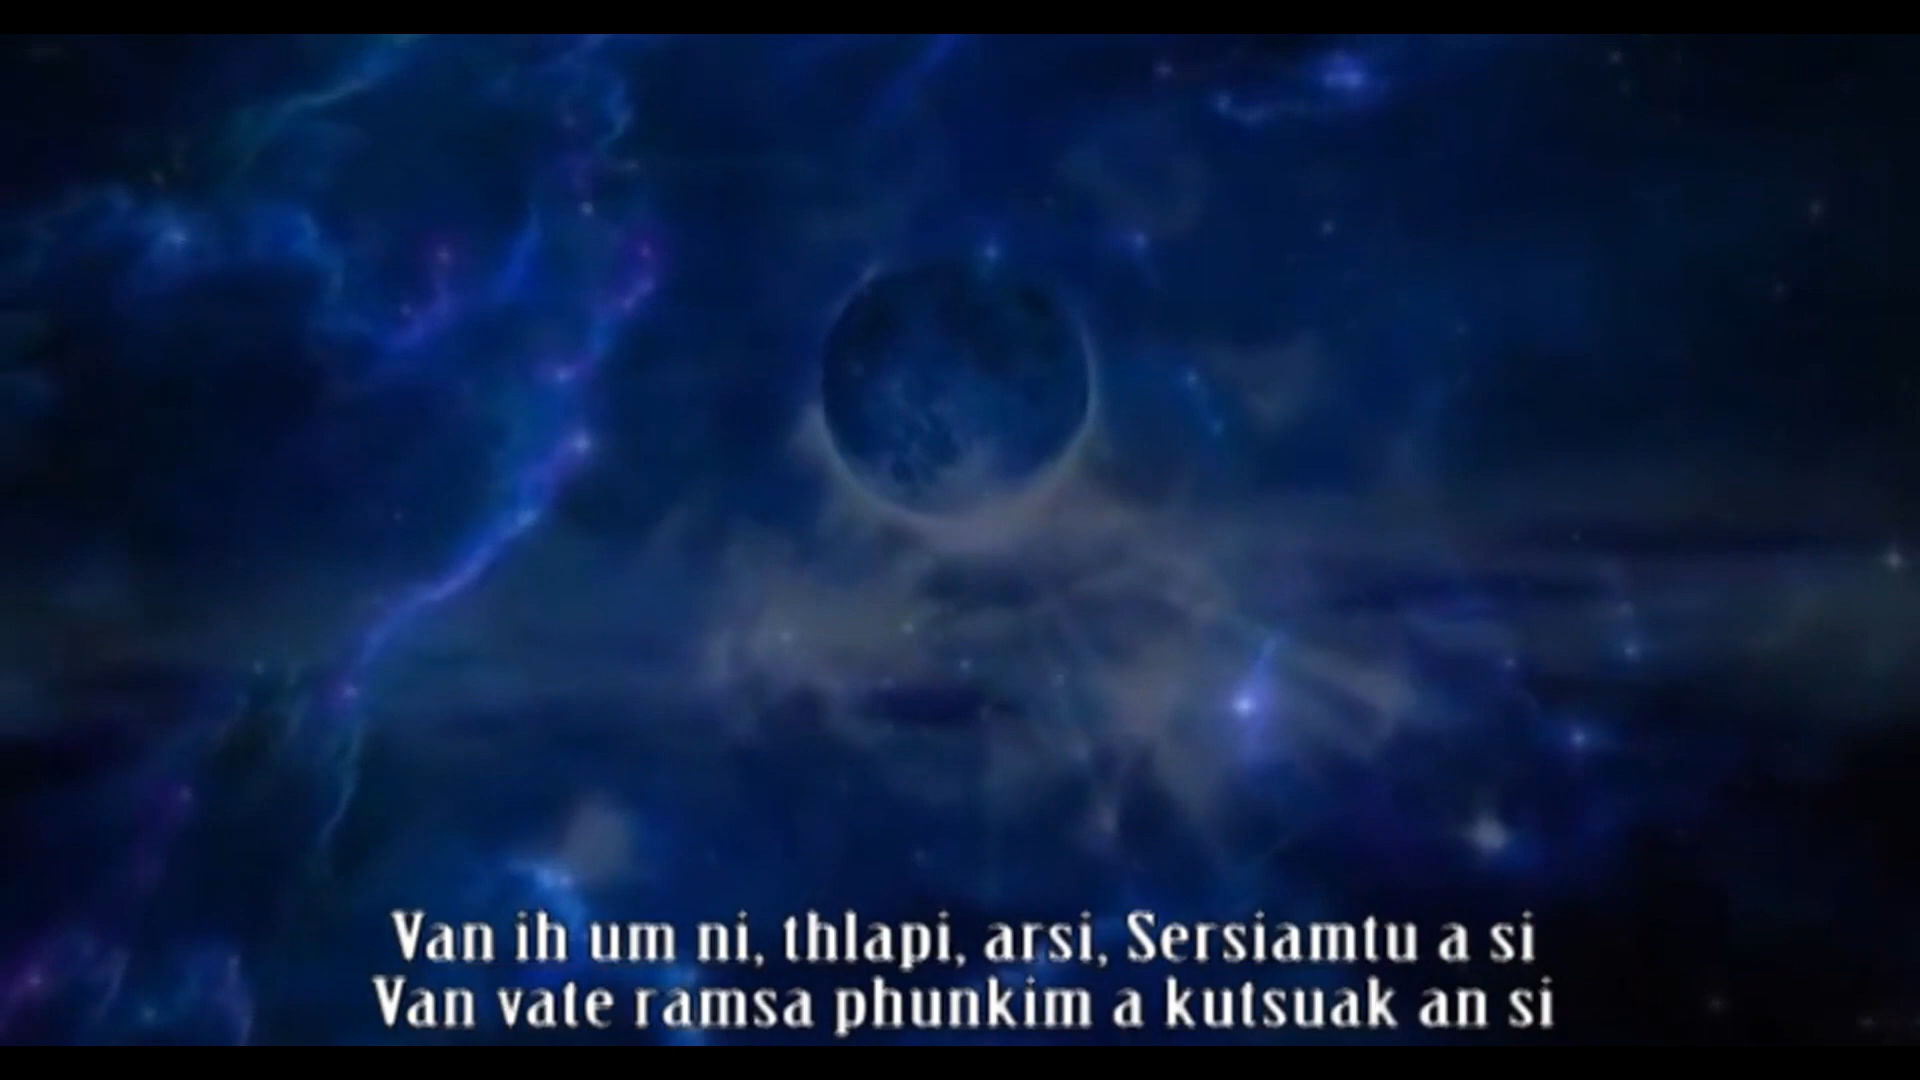 Van ih um ni, thlapi, arsi, Sersiamtu a si
Van vate ramsa phunkim a kutsuak an si